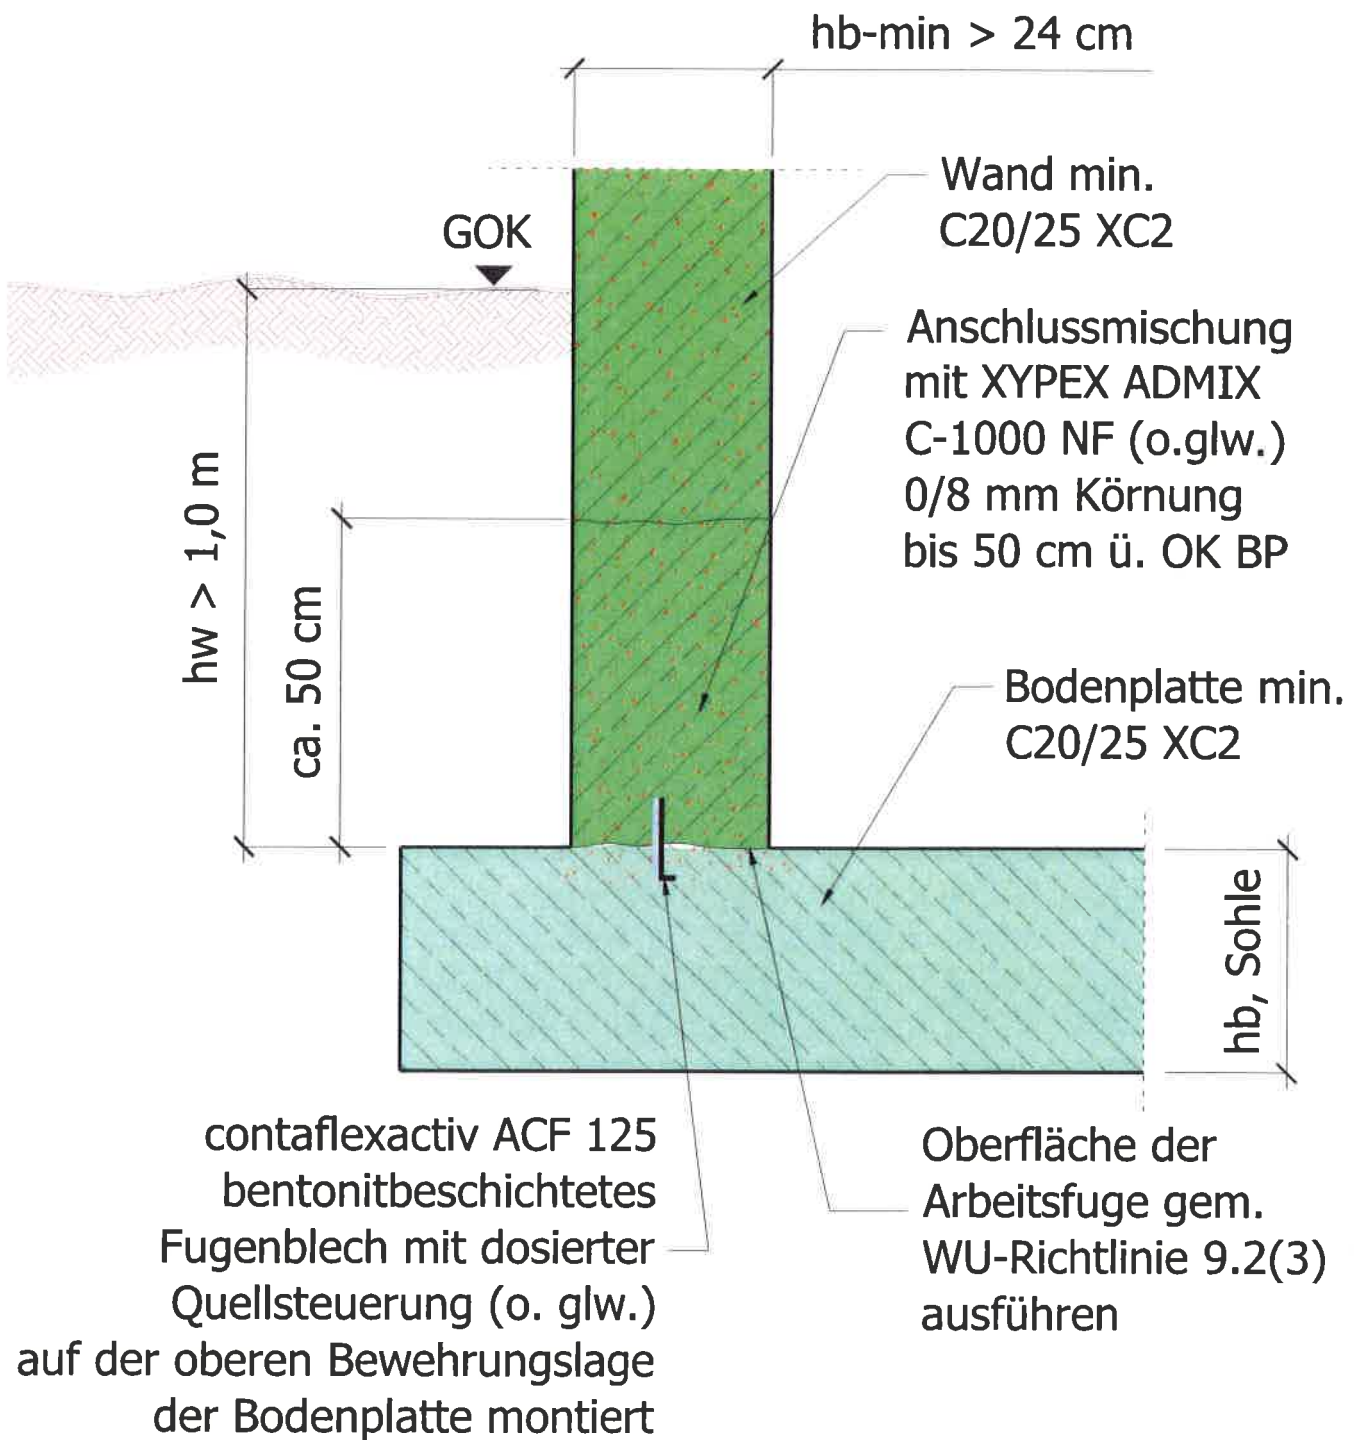 hb-min > 24 cm
Wand min.
C20/25 XC2
GOK
Anschlussmischung
mit XYPEX ADMIX
C-1000 NF (o.glw.)
0/8 mm Körnung
bis 50 cm ü. OK BP
hw > 1,0 m
ca. 50 cm
Bodenplatte min.
C20/25 XC2
hb, Sohle
contaflexactiv ACF 125
bentonitbeschichtetes
Fugenblech mit dosierter
Quellsteuerung (o. glw.)
auf der oberen Bewehrungslage
der Bodenplatte montiert
Oberfläche der
Arbeitsfuge gem.
WU-Richtlinie 9.2(3)
ausführen